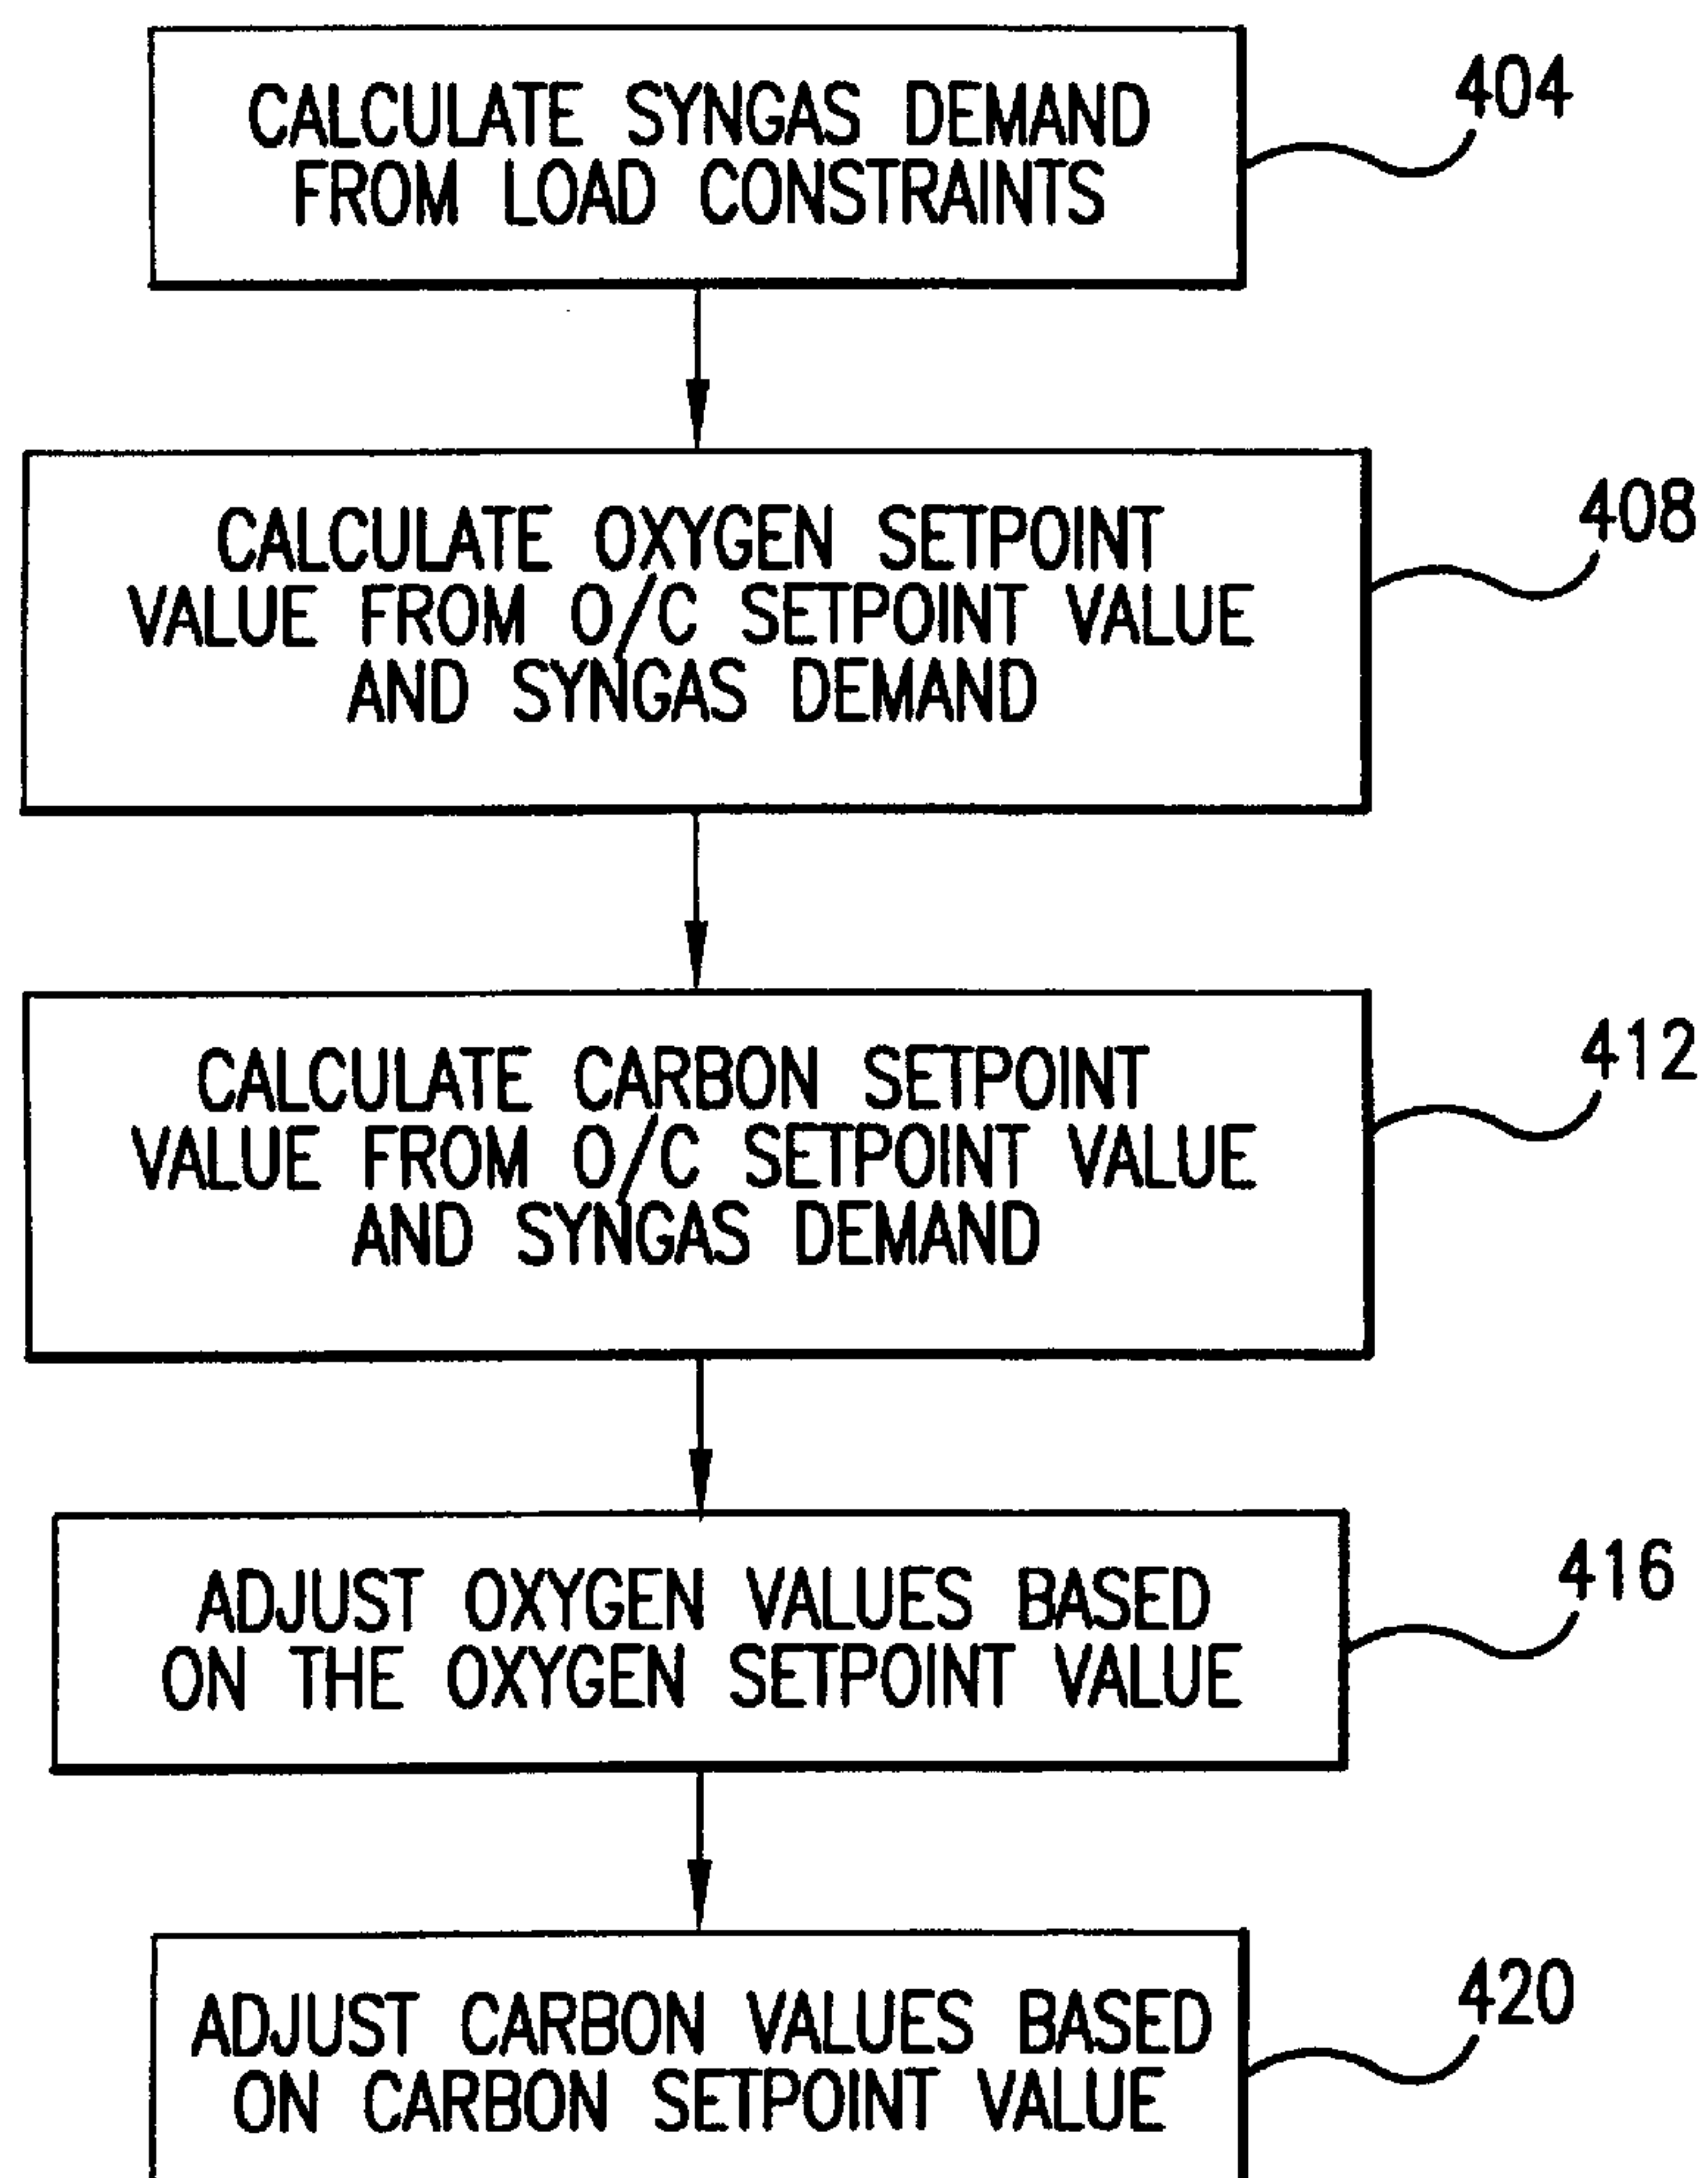 CALCULATE SYNGAS DEMAND
FROM LOAD CONSTRAINTS
404
CALCULATE OXYGEN SETPOINT
VALUE FROM O/C SETPOINT VALUE
AND SYNGAS DEMAND
408
CALCULATE CARBON SETPOINT
VALUE FROM O/C SETPOINT VALUE
AND SYNGAS DEMAND
412
ADJUST OXYGEN VALUES BASED
ON THE OXYGEN SETPOINT VALUE
416
ADJUST CARBON VALUES BASED
ON CARBON SETPOINT VALUE
420